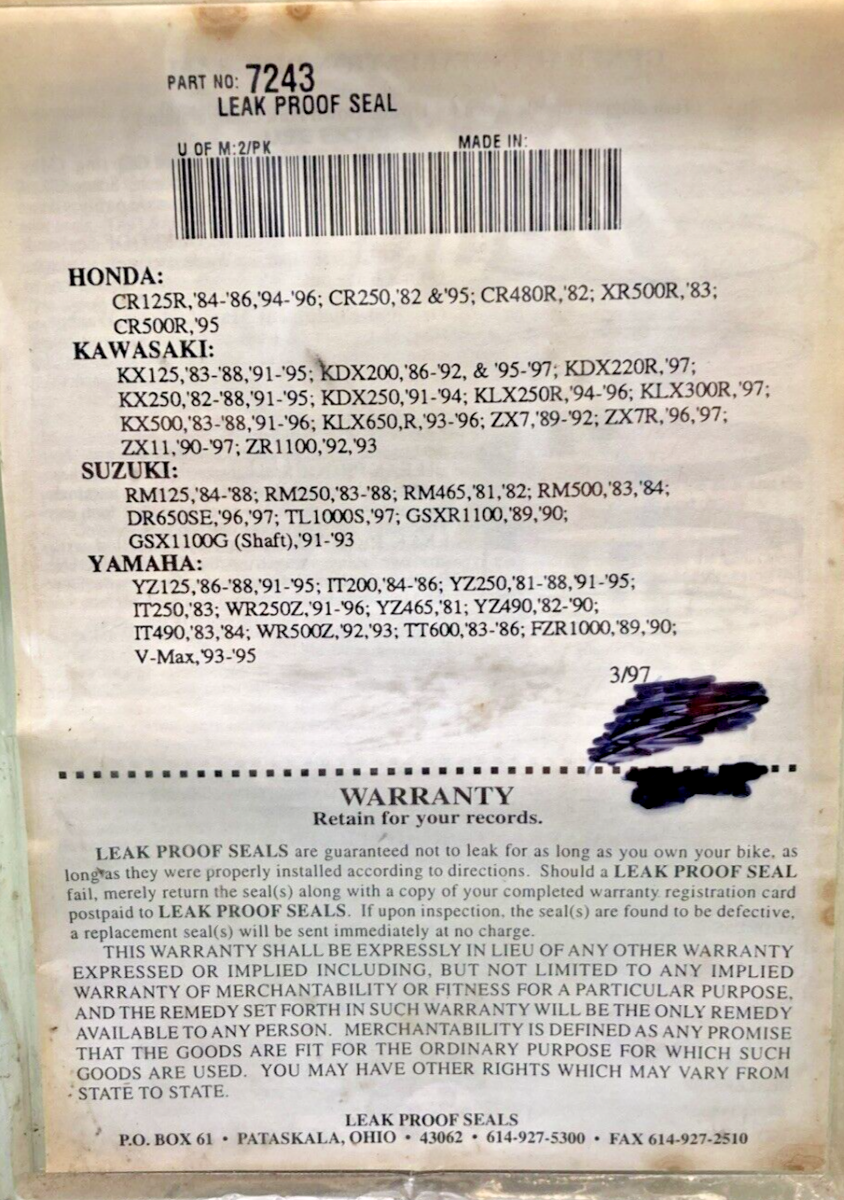 PART NO: 7243
LEAK PROOF SEAL
U OF M:2/PK MADE IN:
HONDA:
CR125R,'84-'86,'94-'96; CR250,'82 &'95; CR480R,'82; XR500R,'83;
CR500R,'95
KAWASAKI:
KX125,'83-'88,'91-'95; KDX200,'86-'92, & '95-'97; KDX220R,'97;
KX250,'82-'88,'91-'95; KDX250,'91-'94; KLX250R,'94-'96; KLX300R,'97;
KX500,'83-'88,'91-'96; KLX650,R,'93-'96; ZX7,'89-'92; ZX7R,'96,'97;
ZX11,'90-'97; ZR1100,'92,'93
SUZUKI:
RM125,'84-'88; RM250,'83-'88; RM465,'81,'82; RM500,'83,'84;
DR650SE,'96,'97; TL1000S,'97; GSXR1100,'89,'90;
GSX1100G (Shaft),'91-'93
YAMAHA:
YZ125,'86-'88,'91-'95; IT200,'84-'86; YZ250,'81-'88,'91-'95;
IT250,'83; WR250Z,'91-'96; YZ465,'81; YZ490,'82-'90;
IT490,'83,'84; WR500Z,'92,'93; TT600,'83-'86; FZR1000,'89,'90;
V-Max,'93-'95
3/97
WARRANTY
Retain for your records.
LEAK PROOF SEALS are guaranteed not to leak for as long as you own your bike, as
long as they were properly installed according to directions. Should a LEAK PROOF SEAL
fail, merely return the seal(s) along with a copy of your completed warranty registration card
postpaid to LEAK PROOF SEALS. If upon inspection, the seal(s) are found to be defective,
a replacement seal(s) will be sent immediately at no charge.
THIS WARRANTY SHALL BE EXPRESSLY IN LIEU OF ANY OTHER WARRANTY
EXPRESSED OR IMPLIED INCLUDING, BUT NOT LIMITED TO ANY IMPLIED
WARRANTY OF MERCHANTABILITY OR FITNESS FOR A PARTICULAR PURPOSE,
AND THE REMEDY SET FORTH IN SUCH WARRANTY WILL BE THE ONLY REMEDY
AVAILABLE TO ANY PERSON. MERCHANTABILITY IS DEFINED AS ANY PROMISE
THAT THE GOODS ARE FIT FOR THE ORDINARY PURPOSE FOR WHICH SUCH
GOODS ARE USED. YOU MAY HAVE OTHER RIGHTS WHICH MAY VARY FROM
STATE TO STATE.
LEAK PROOF SEALS
P.O. BOX 61 • PATASKALA, OHIO • 43062 • 614-927-5300 • FAX 614-927-2510